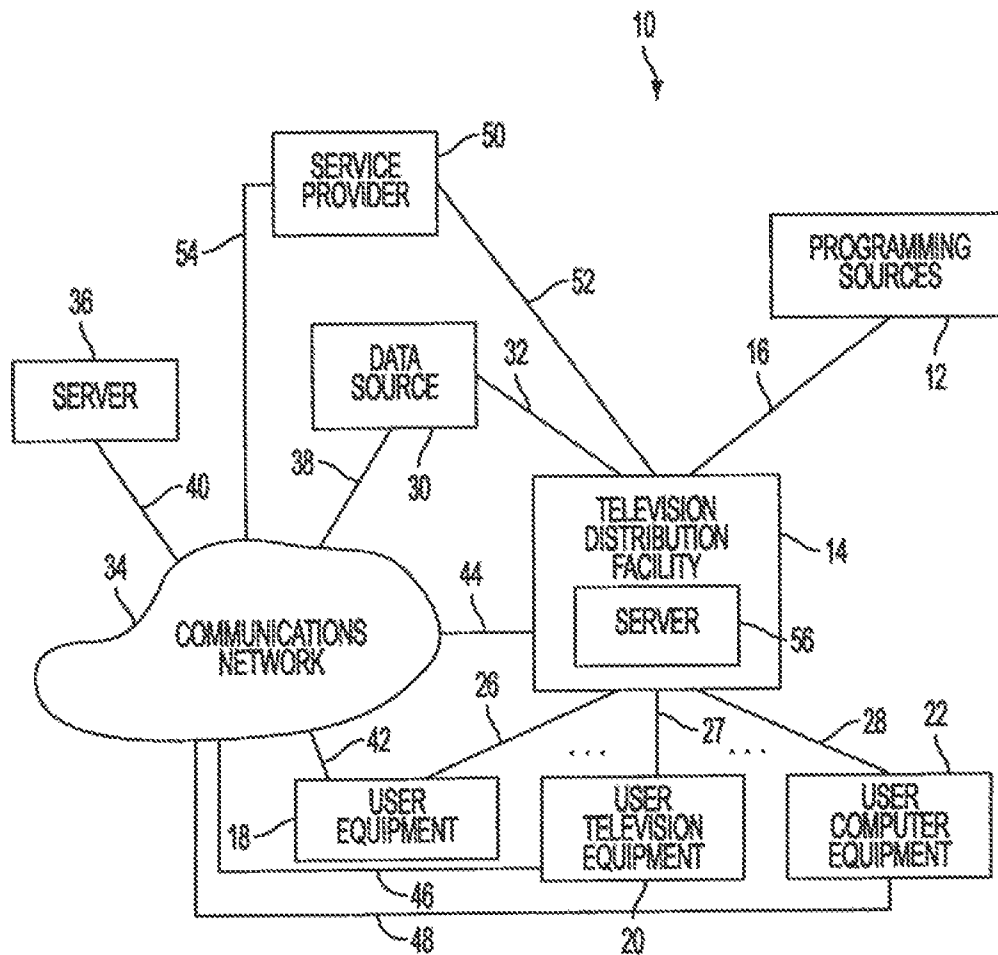 10
SERVICE
PROVIDER
50
54
52
PROGRAMMING
SOURCES
12
16
36
SERVER
40
DATA
SOURCE
30
32
38
34
COMMUNICATIONS
NETWORK
44
TELEVISION
DISTRIBUTION
FACILITY
14
SERVER
56
26
27
28
22
42
... ...
18
USER
EQUIPMENT
USER
TELEVISION
EQUIPMENT
USER
COMPUTER
EQUIPMENT
46
48
20